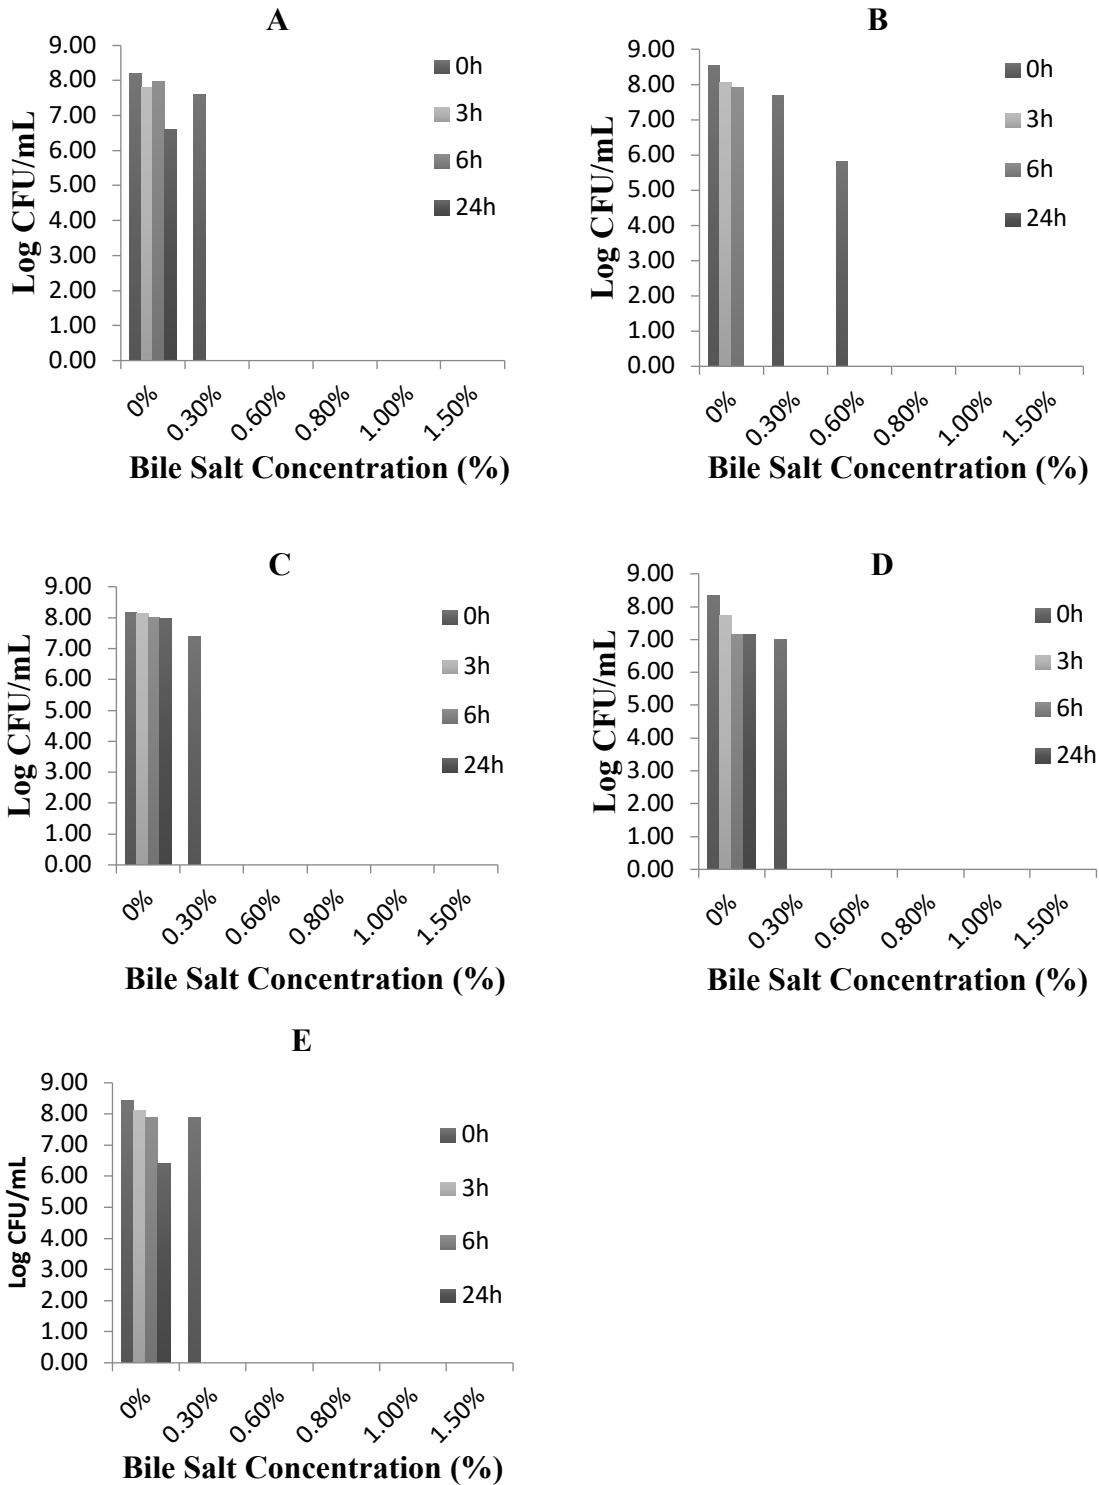 A
9.00
8.00
7.00
6.00
5.00
4.00
3.00
2.00
1.00
0.00
Log CFU/mL
0h
3h
6h
24h
0%
0.30%
0.60%
0.80%
1.00%
1.50%
Bile Salt Concentration (%)
B
9.00
8.00
7.00
6.00
5.00
4.00
3.00
2.00
1.00
0.00
Log CFU/mL
0h
3h
6h
24h
0%
0.30%
0.60%
0.80%
1.00%
1.50%
Bile Salt Concentration (%)
C
9.00
8.00
7.00
6.00
5.00
4.00
3.00
2.00
1.00
0.00
Log CFU/mL
0h
3h
6h
24h
0%
0.30%
0.60%
0.80%
1.00%
1.50%
Bile Salt Concentration (%)
D
9.00
8.00
7.00
6.00
5.00
4.00
3.00
2.00
1.00
0.00
Log CFU/mL
0h
3h
6h
24h
0%
0.30%
0.60%
0.80%
1.00%
1.50%
Bile Salt Concentration (%)
E
9.00
8.00
7.00
6.00
5.00
4.00
3.00
2.00
1.00
0.00
Log CFU/mL
0h
3h
6h
24h
0%
0.30%
0.60%
0.80%
1.00%
1.50%
Bile Salt Concentration (%)